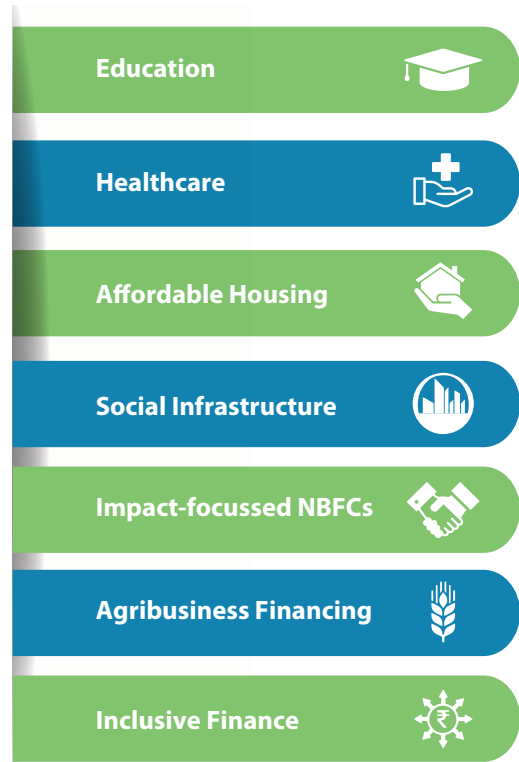 Education
Healthcare
Affordable Housing
Social Infrastructure
Impact-focussed NBFCs
Agribusiness Financing
Inclusive Finance
₹